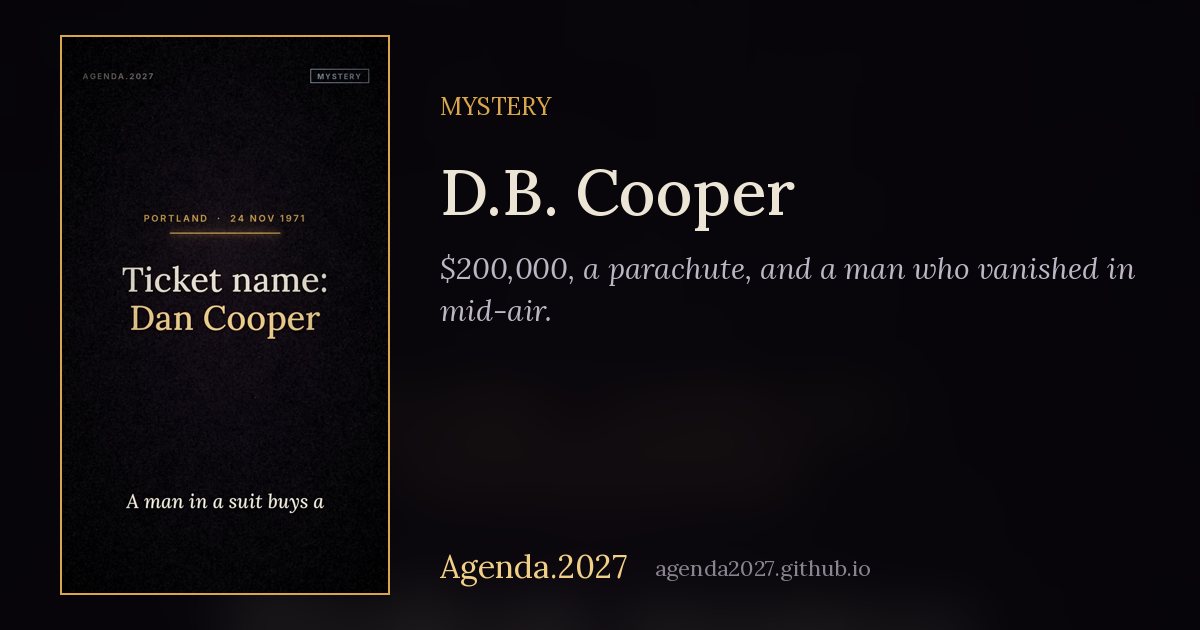 AGENDA.2027
MYSTERY
PORTLAND · 24 NOV 1971
Ticket name:
Dan Cooper
A man in a suit buys a
MYSTERY
D.B. Cooper
$200,000, a parachute, and a man who vanished in
mid-air.
Agenda.2027
agenda2027.github.io